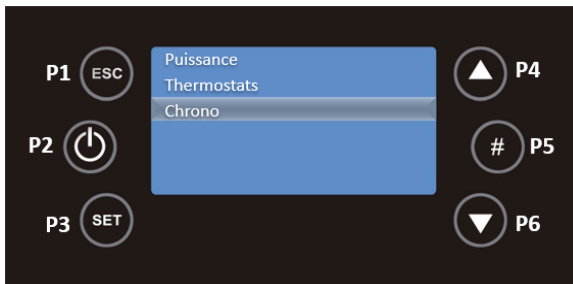 P1 ESC
P2
P3 SET
Puissance
Thermostats
Chrono
P4
# P5
P6